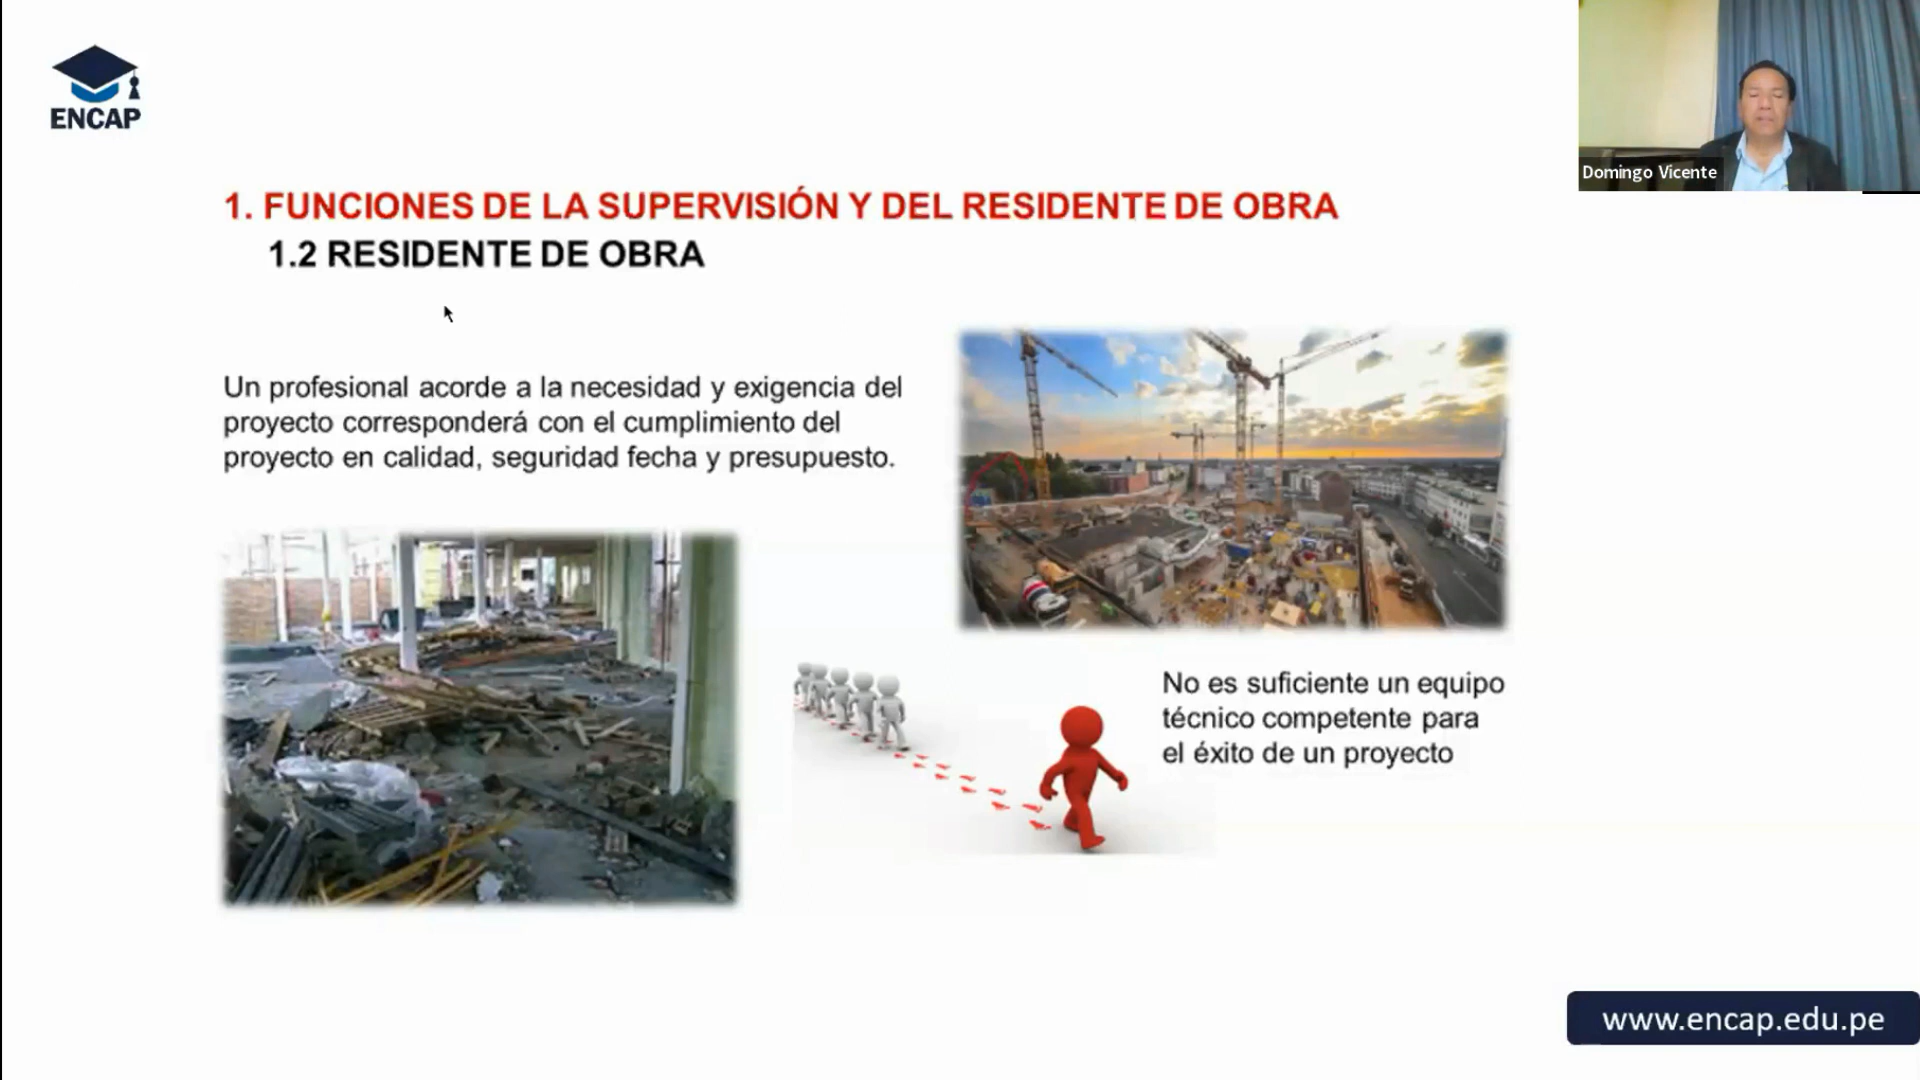 ENCAP
Domingo Vicente
1. FUNCIONES DE LA SUPERVISIÓN Y DEL RESIDENTE DE OBRA
1.2 RESIDENTE DE OBRA
Un profesional acorde a la necesidad y exigencia del
proyecto corresponderá con el cumplimiento del
proyecto en calidad, seguridad fecha y presupuesto.
No es suficiente un equipo
técnico competente para
el éxito de un proyecto
www.encap.edu.pe